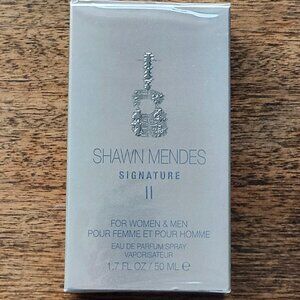 SHAWN MENDES
SIGNATURE
II
FOR WOMEN & MEN
POUR FEMME ET POUR HOMME
EAU DE PARFUM SPRAY
VAPORISATEUR
1.7 FL OZ / 50 ML ℮